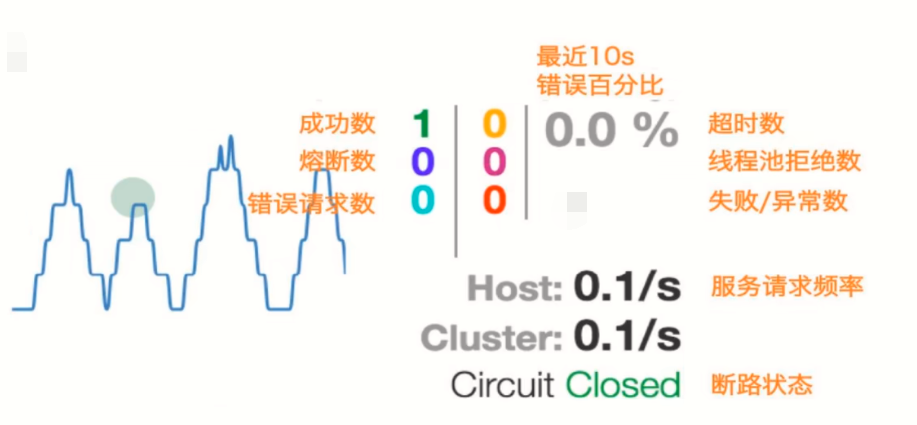 最近10s
错误百分比
成功数 1 0 0.0 % 超时数
熔断数 0 0 线程池拒绝数
错误请求数 0 0 失败/异常数
Host: 0.1/s 服务请求频率
Cluster: 0.1/s
Circuit Closed 断路状态